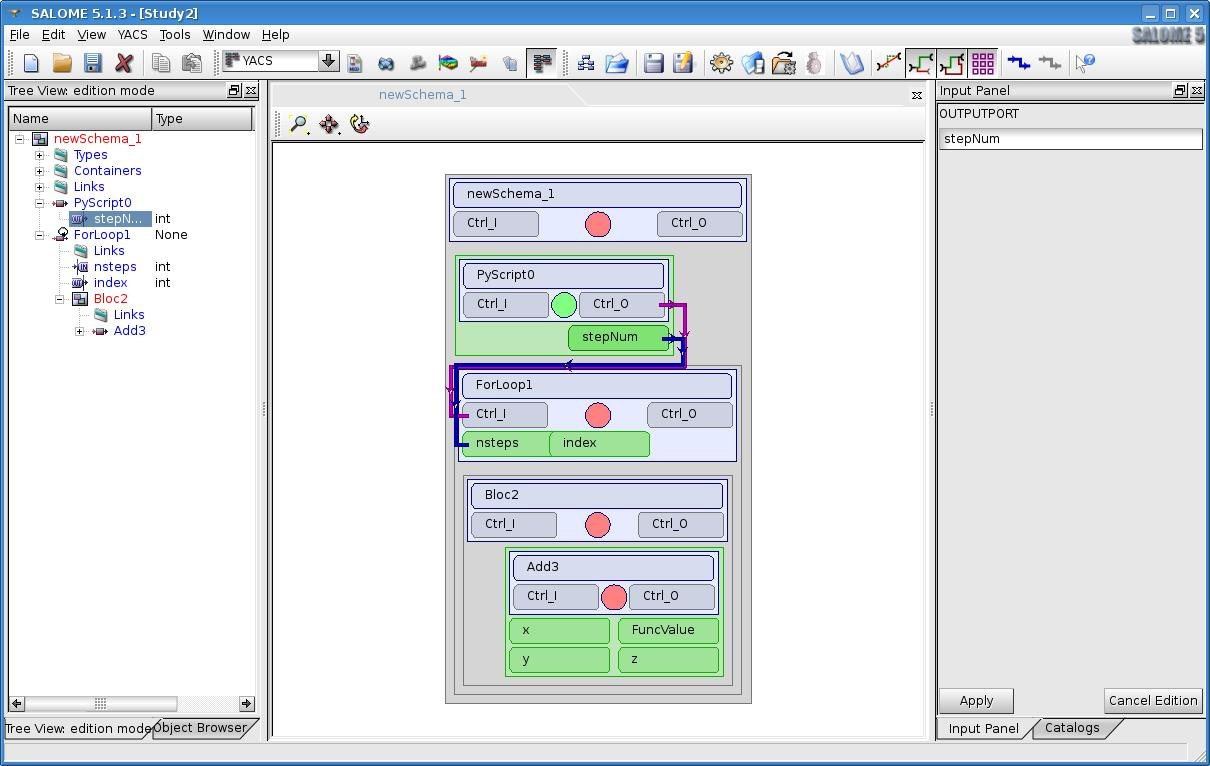 SALOME 5.1.3 - [Study2]
File Edit View YACS Tools Window Help
SALOME 5
YACS
Tree View: edition mode
Name Type
newSchema_1
Types
Containers
Links
PyScript0
stepN... int
ForLoop1 None
Links
nsteps int
index int
Bloc2
Links
Add3
Tree View: edition mode Object Browser
newSchema_1
newSchema_1
Ctrl_I Ctrl_O
PyScript0
Ctrl_I Ctrl_O
stepNum
ForLoop1
Ctrl_I Ctrl_O
nsteps index
Bloc2
Ctrl_I Ctrl_O
Add3
Ctrl_I Ctrl_O
x FuncValue
y z
Input Panel
OUTPUTPORT
stepNum
Apply Cancel Edition
Input Panel Catalogs